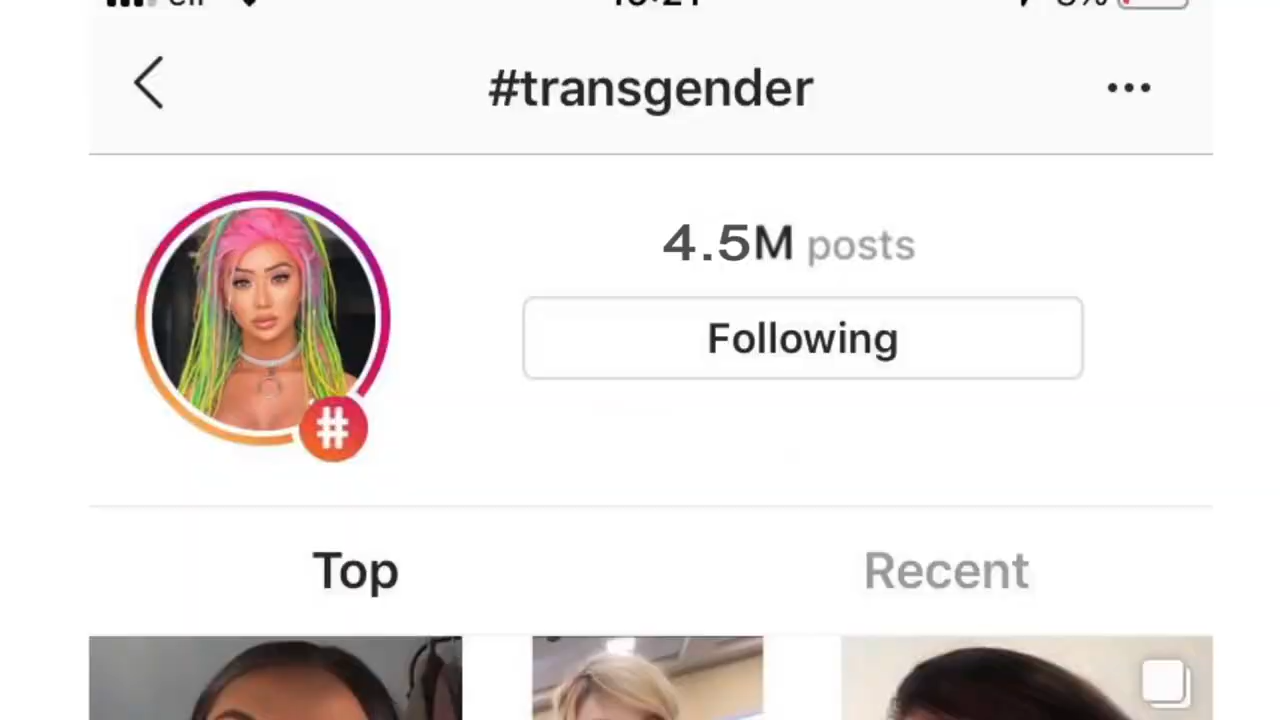 #transgender
4.5M posts
Following
#
Top
Recent